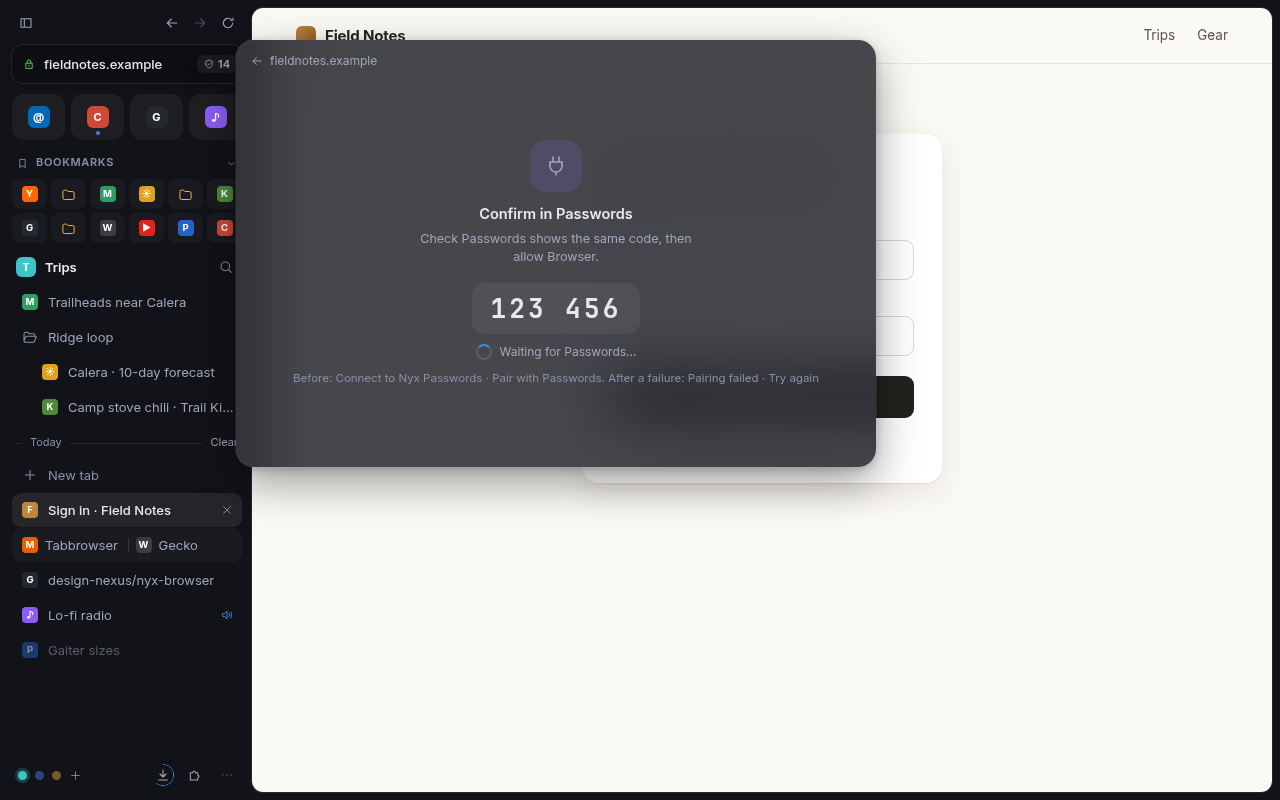 fieldnotes.example
14
@
C
G
BOOKMARKS
Y
M
K
G
W
P
C
T Trips
M Trailheads near Calera
Ridge loop
Calera · 10-day forecast
K Camp stove chili · Trail Ki...
Today
Clear
New tab
F Sign in · Field Notes
M Tabbrowser
W Gecko
G design-nexus/nyx-browser
Lo-fi radio
P Gaiter sizes
Field Notes
Trips
Gear
fieldnotes.example
Confirm in Passwords
Check Passwords shows the same code, then
allow Browser.
123 456
Waiting for Passwords...
Before: Connect to Nyx Passwords · Pair with Passwords. After a failure: Pairing failed · Try again